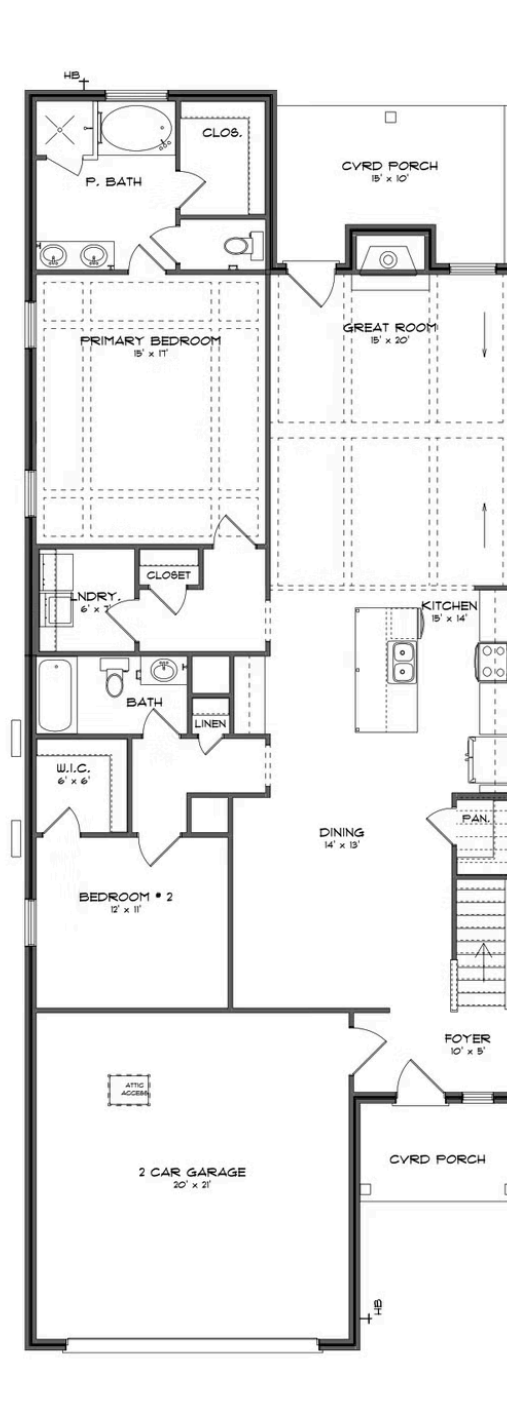 HB
CLOS.
CVRD PORCH
15' x 10'
P. BATH
GREAT ROOM
15' x 20'
PRIMARY BEDROOM
15' x 17'
CLOSET
LNDRY.
6' x 7'
KITCHEN
15' x 14'
BATH
LINEN
W.I.C.
6' x 6'
PAN.
DINING
14' x 13'
BEDROOM # 2
12' x 11'
FOYER
10' x 5'
ATTIC
ACCESS
CVRD PORCH
2 CAR GARAGE
20' x 21'
HB